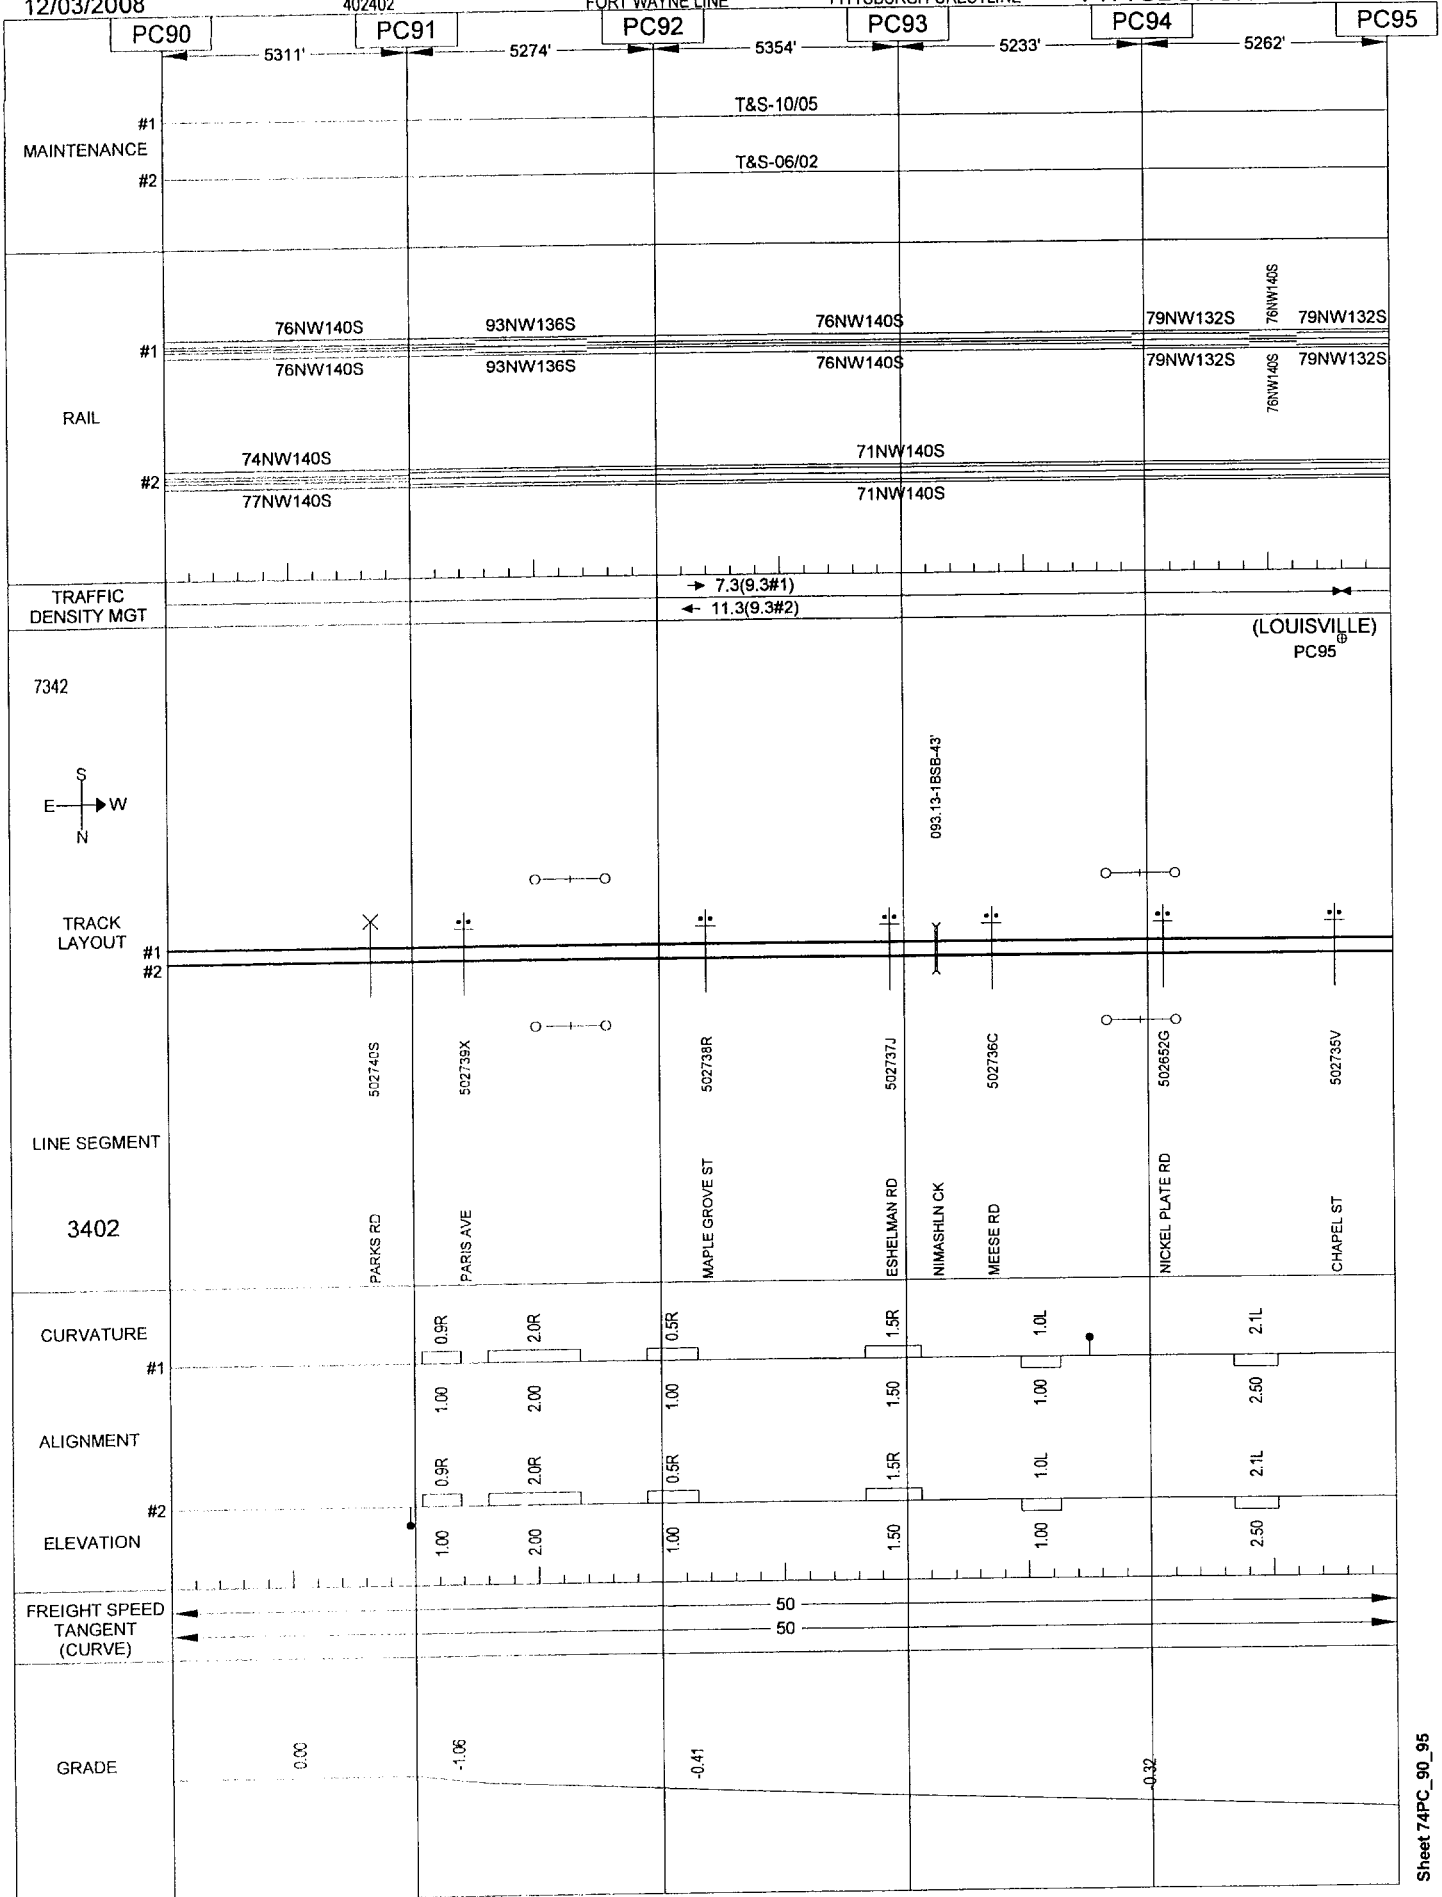 12/03/2008
402402
FORT WAYNE LINE
PC90
PC91
PC92
PC93
PC94
PC95
5311'
5274'
5354'
5233'
5262'
MAINTENANCE
#1
T&S-10/05
#2
T&S-06/02
RAIL
#1
76NW140S
93NW136S
76NW140S
79NW132S
76NW140S
79NW132S
76NW140S
93NW136S
76NW140S
79NW132S
76NW140S
79NW132S
#2
74NW140S
71NW140S
77NW140S
71NW140S
TRAFFIC
DENSITY MGT
7.3(9.3#1)
11.3(9.3#2)
(LOUISVILLE)
PC95
7342
S
E
W
N
093.13-1BSB-43'
TRACK
LAYOUT
#1
#2
502740S
502739X
502738R
502737J
502736C
502652G
502735V
LINE SEGMENT
3402
PARKS RD
PARIS AVE
MAPLE GROVE ST
ESHELMAN RD
NIMASHLN CK
MEESE RD
NICKEL PLATE RD
CHAPEL ST
CURVATURE
#1
0.9R
2.0R
0.5R
1.5R
1.0L
2.1L
1.00
2.00
1.00
1.50
1.00
2.50
ALIGNMENT
#2
0.9R
2.0R
0.5R
1.5R
1.0L
2.1L
ELEVATION
1.00
2.00
1.00
1.50
1.00
2.50
FREIGHT SPEED
TANGENT
(CURVE)
50
50
GRADE
0.00
-1.06
-0.41
-0.32
Sheet 74PC_90_95